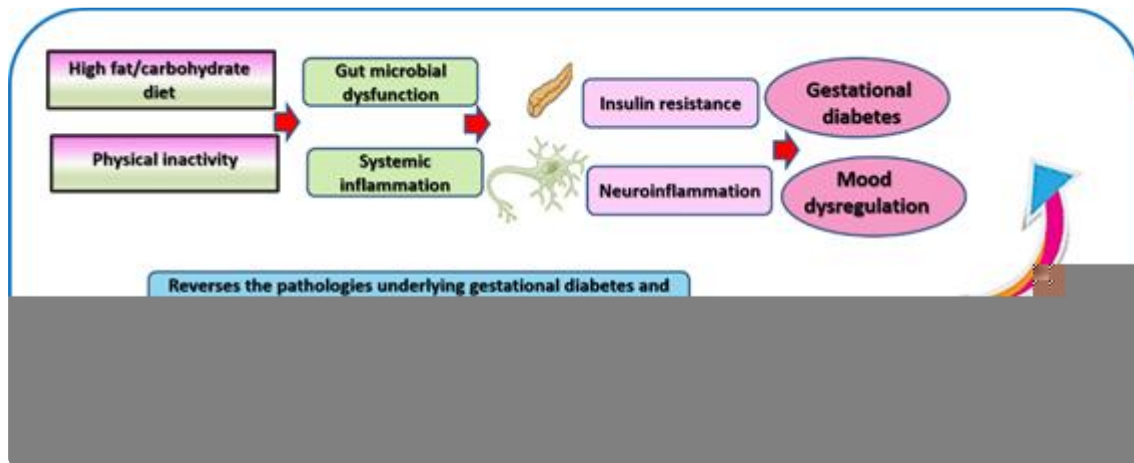 High fat/carbohydrate
diet
Physical inactivity
Gut microbial
dysfunction
Systemic
inflammation
Insulin resistance
Neuroinflammation
Gestational
diabetes
Mood
dysregulation
Reverses the pathologies underlying gestational diabetes and